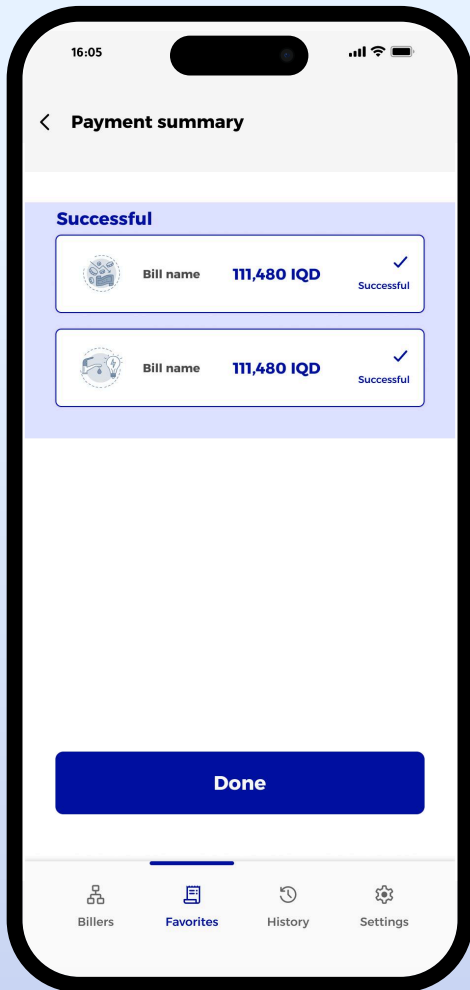 16:05
Payment summary
Successful
Bill name 111,480 IQD Successful
Bill name 111,480 IQD Successful
Done
Billers Favorites History Settings